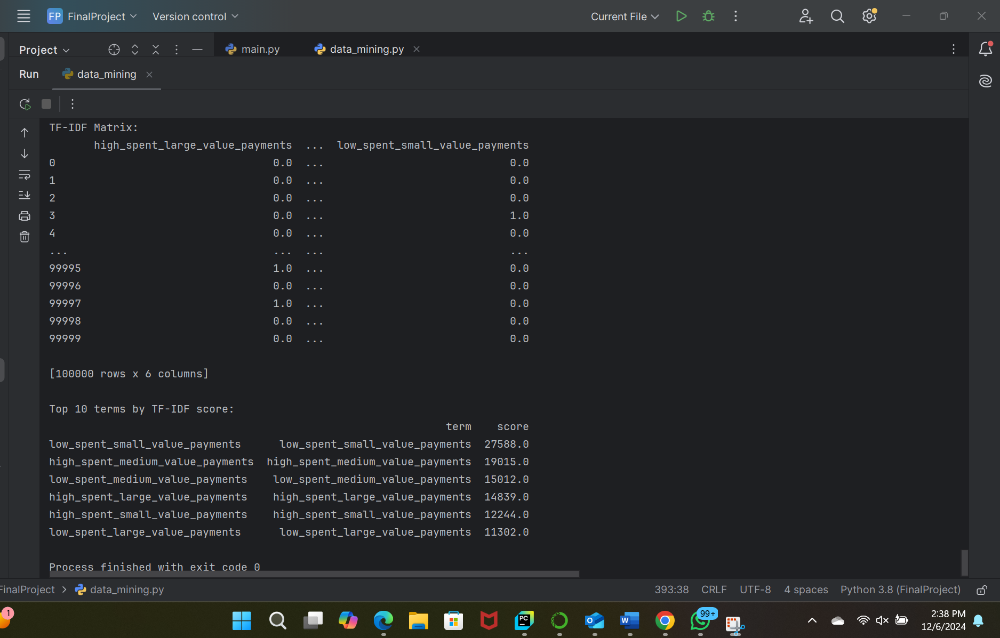 FP FinalProject Version control Current File
Project main.py data_mining.py
Run data_mining
TF-IDF Matrix:
high_spent_large_value_payments ... low_spent_small_value_payments
0 0.0 ... 0.0
1 0.0 ... 0.0
2 0.0 ... 0.0
3 0.0 ... 1.0
4 0.0 ... 0.0
... ... ... ...
99995 1.0 ... 0.0
99996 0.0 ... 0.0
99997 1.0 ... 0.0
99998 0.0 ... 0.0
99999 0.0 ... 0.0
[100000 rows x 6 columns]
Top 10 terms by TF-IDF score:
term score
low_spent_small_value_payments low_spent_small_value_payments 27588.0
high_spent_medium_value_payments high_spent_medium_value_payments 19015.0
low_spent_medium_value_payments low_spent_medium_value_payments 15012.0
high_spent_large_value_payments high_spent_large_value_payments 14839.0
high_spent_small_value_payments high_spent_small_value_payments 12244.0
low_spent_large_value_payments low_spent_large_value_payments 11302.0
Process finished with exit code 0
FinalProject > data_mining.py 393:38 CRLF UTF-8 4 spaces Python 3.8 (FinalProject)
1 PC O W 99+ 2:38 PM
12/6/2024